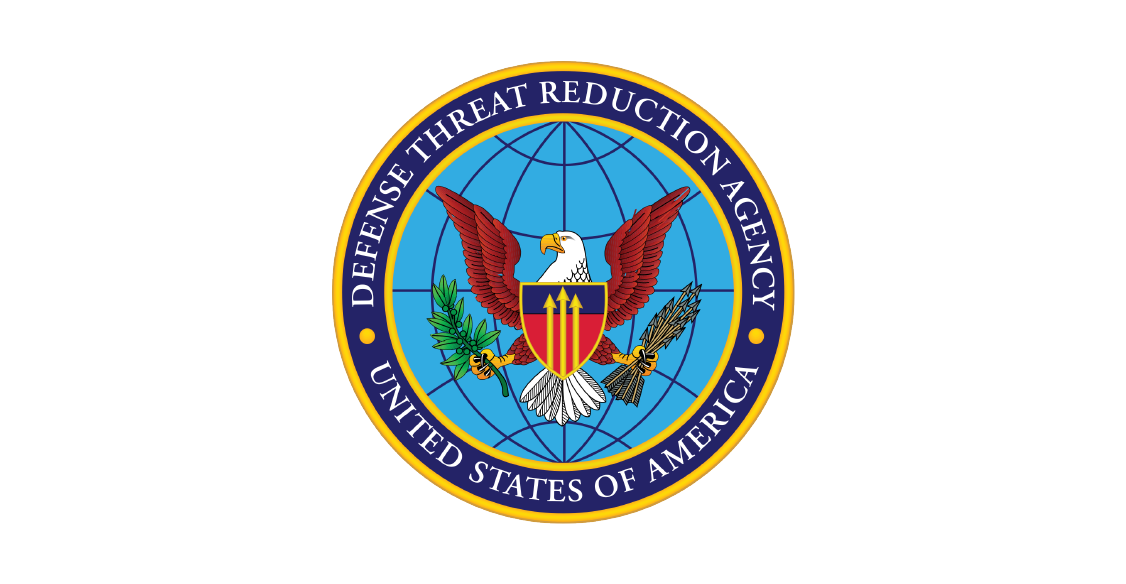 DEFENSE THREAT REDUCTION AGENCY
UNITED STATES OF AMERICA